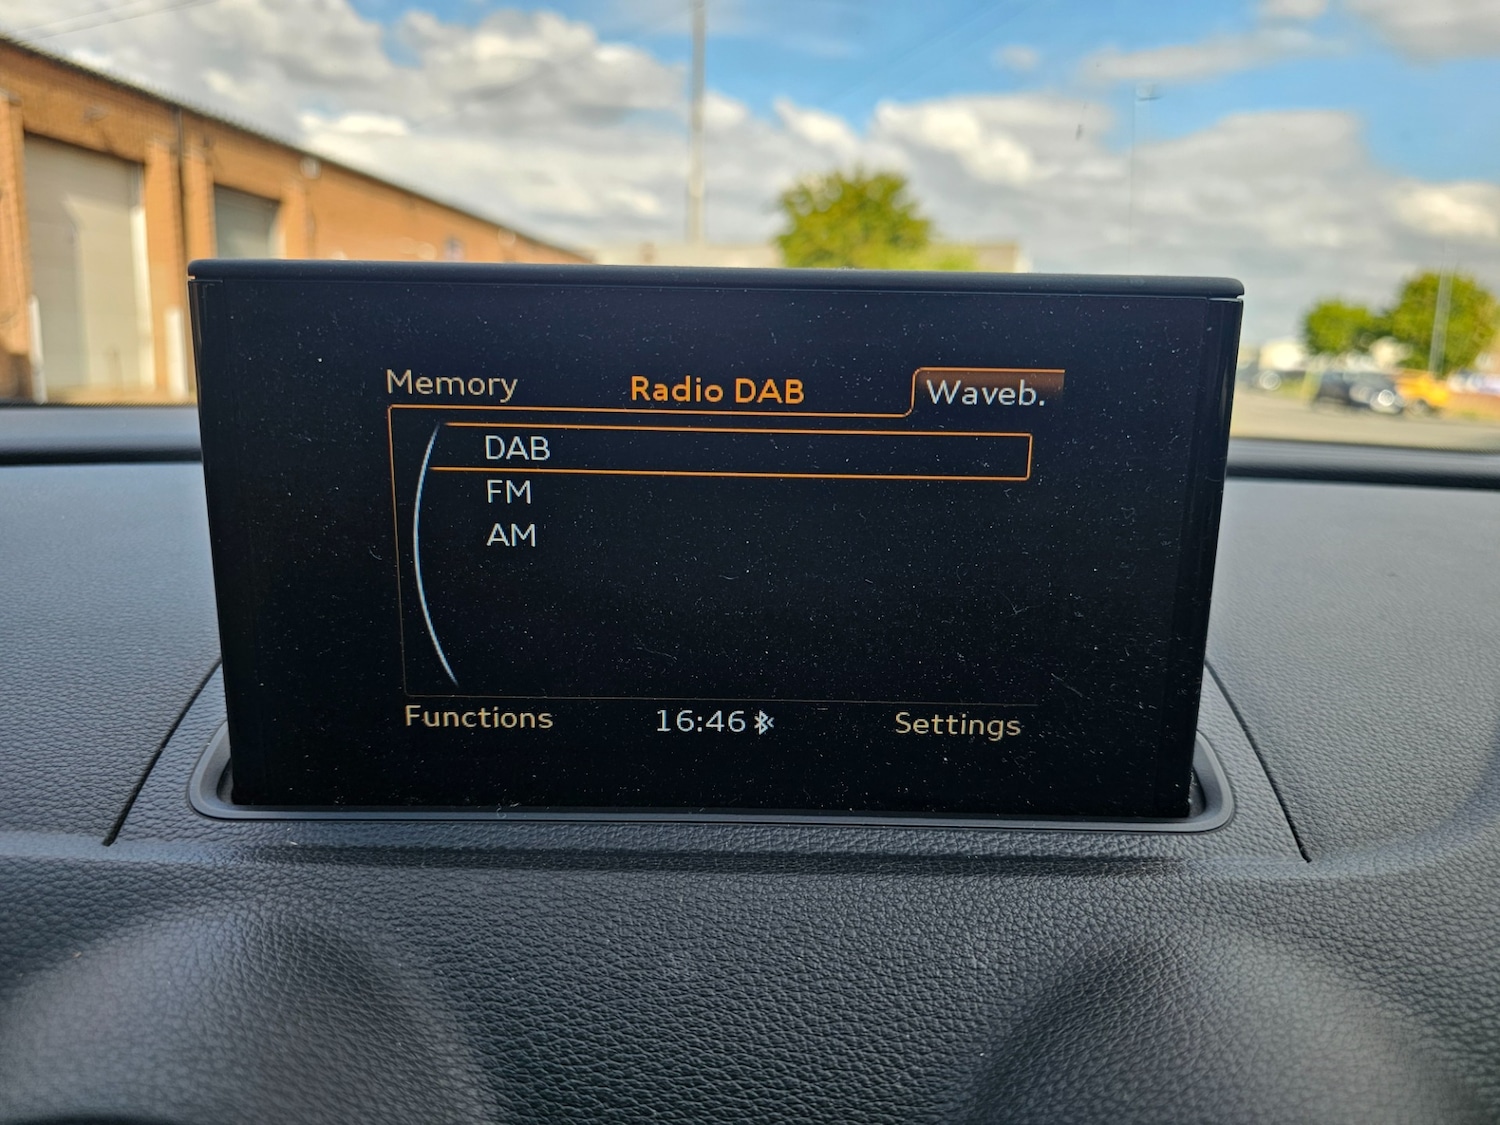 Memory Radio DAB Waveb.
DAB
FM
AM
Functions 16:46 Settings